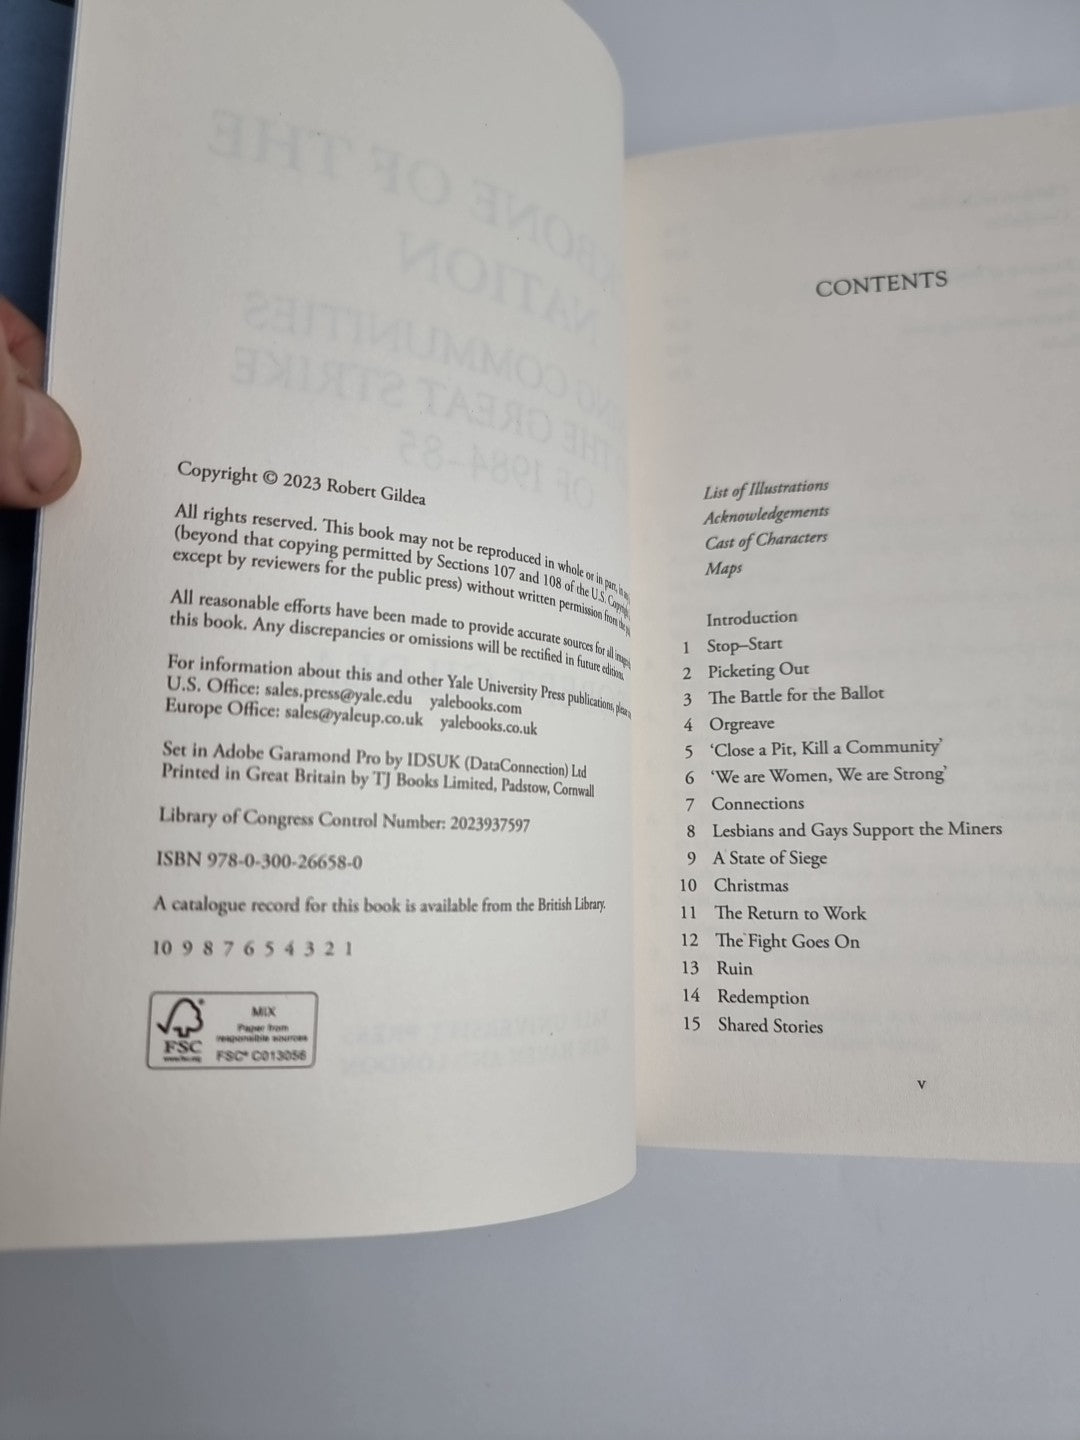 Copyright © 2023 Robert Gildea
All rights reserved. This book may not be reproduced in whole or in part, in any
(beyond that copying permitted by Sections 107 and 108 of the U.S. Copyright
except by reviewers for the public press) without written permission from the
All reasonable efforts have been made to provide accurate sources for all images
this book. Any discrepancies or omissions will be rectified in future editions.
For information about this and other Yale University Press publications, please
U.S. Office: sales.press@yale.edu yalebooks.com
Europe Office: sales@yaleup.co.uk yalebooks.co.uk
Set in Adobe Garamond Pro by IDSUK (DataConnection) Ltd
Printed in Great Britain by TJ Books Limited, Padstow, Cornwall
Library of Congress Control Number: 2023937597
ISBN 978-0-300-26658-0
A catalogue record for this book is available from the British Library.
10 9 8 7 6 5 4 3 2 1
FSC
www.fsc.org
MIX
Paper from
responsible sources
FSC® C013056
CONTENTS
List of Illustrations
Acknowledgements
Cast of Characters
Maps
Introduction
1 Stop–Start
2 Picketing Out
3 The Battle for the Ballot
4 Orgreave
5 ‘Close a Pit, Kill a Community’
6 ‘We are Women, We are Strong’
7 Connections
8 Lesbians and Gays Support the Miners
9 A State of Siege
10 Christmas
11 The Return to Work
12 The Fight Goes On
13 Ruin
14 Redemption
15 Shared Stories
v